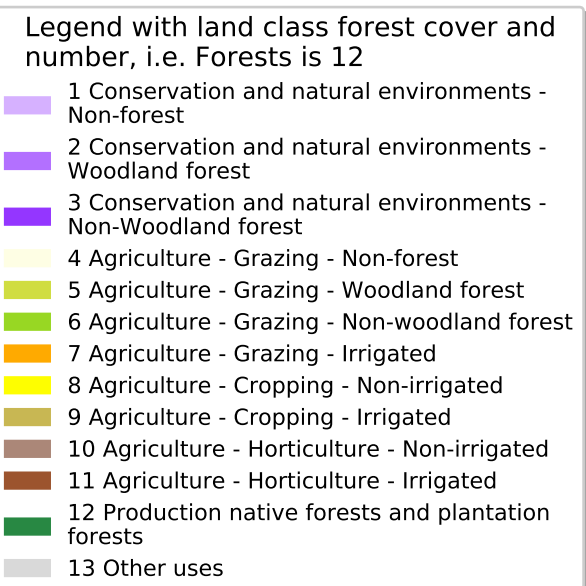 Legend with land class forest cover and
number, i.e. Forests is 12
1 Conservation and natural environments -
Non-forest
2 Conservation and natural environments -
Woodland forest
3 Conservation and natural environments -
Non-Woodland forest
4 Agriculture - Grazing - Non-forest
5 Agriculture - Grazing - Woodland forest
6 Agriculture - Grazing - Non-woodland forest
7 Agriculture - Grazing - Irrigated
8 Agriculture - Cropping - Non-irrigated
9 Agriculture - Cropping - Irrigated
10 Agriculture - Horticulture - Non-irrigated
11 Agriculture - Horticulture - Irrigated
12 Production native forests and plantation
forests
13 Other uses